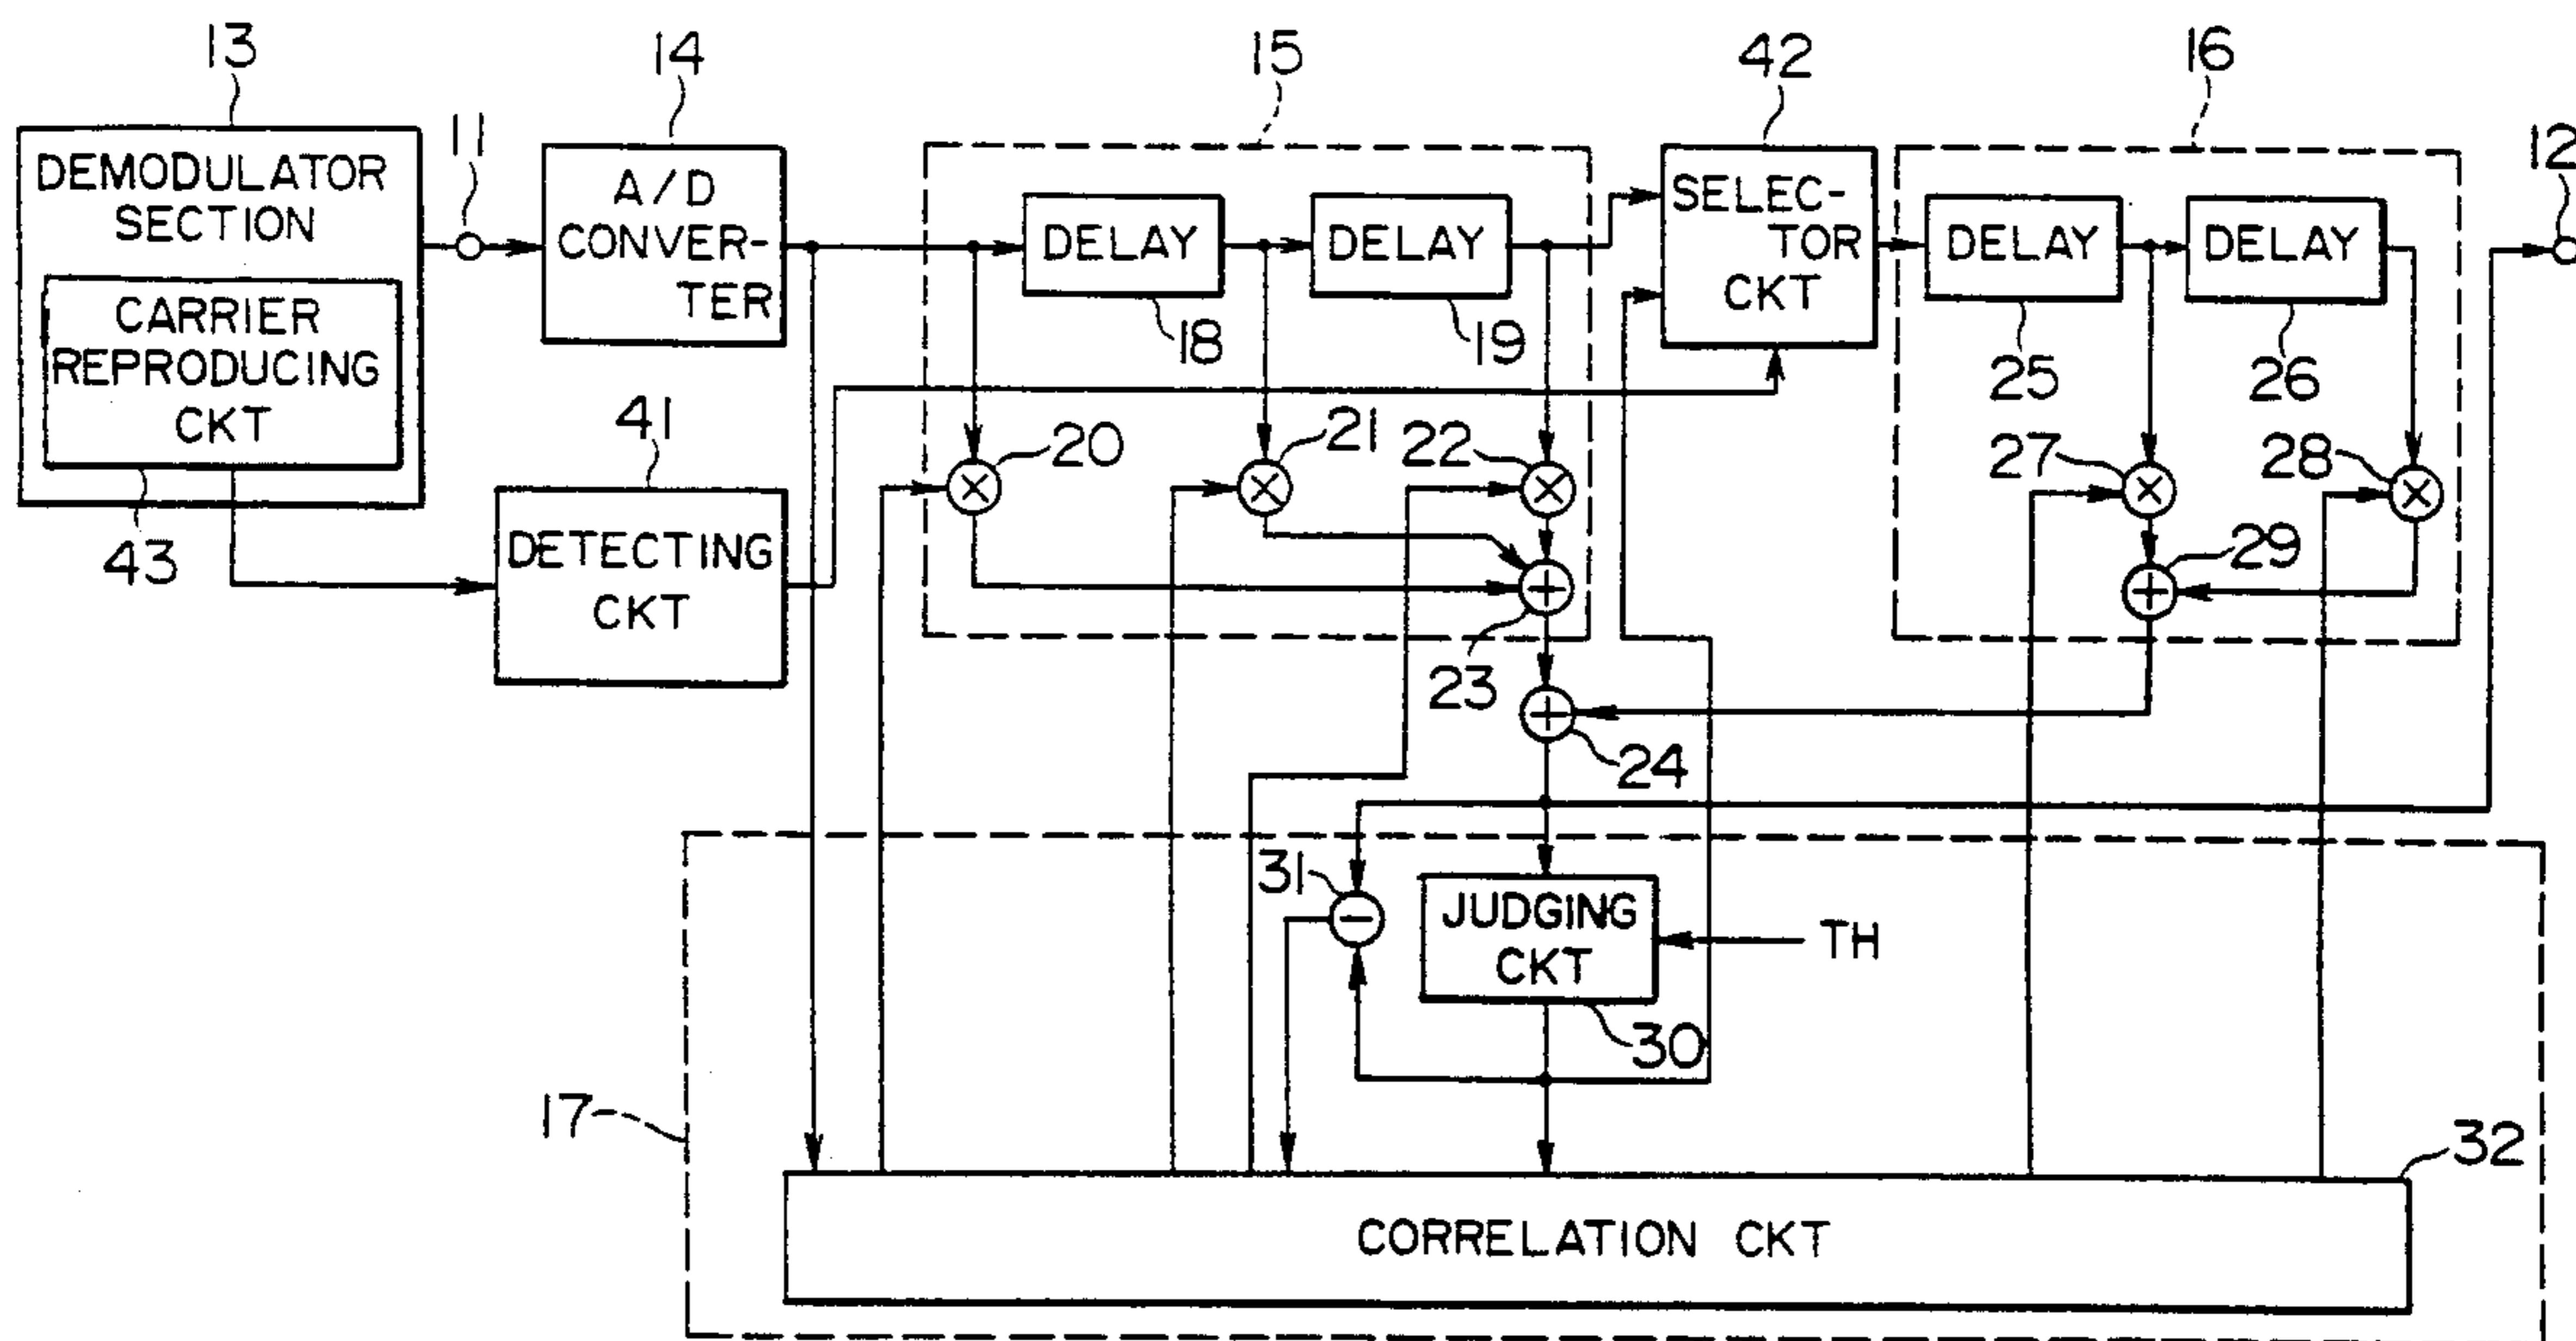 13
14
15
42
16
11
12
DEMODULATOR
SECTION
A/D
CONVER-
TER
DELAY
DELAY
SELEC-
TOR
CKT
DELAY
DELAY
18
19
25
26
CARRIER
REPRODUCING
CKT
43
41
DETECTING
CKT
20
21
22
23
24
27
28
29
31
JUDGING
CKT
TH
30
17
32
CORRELATION CKT